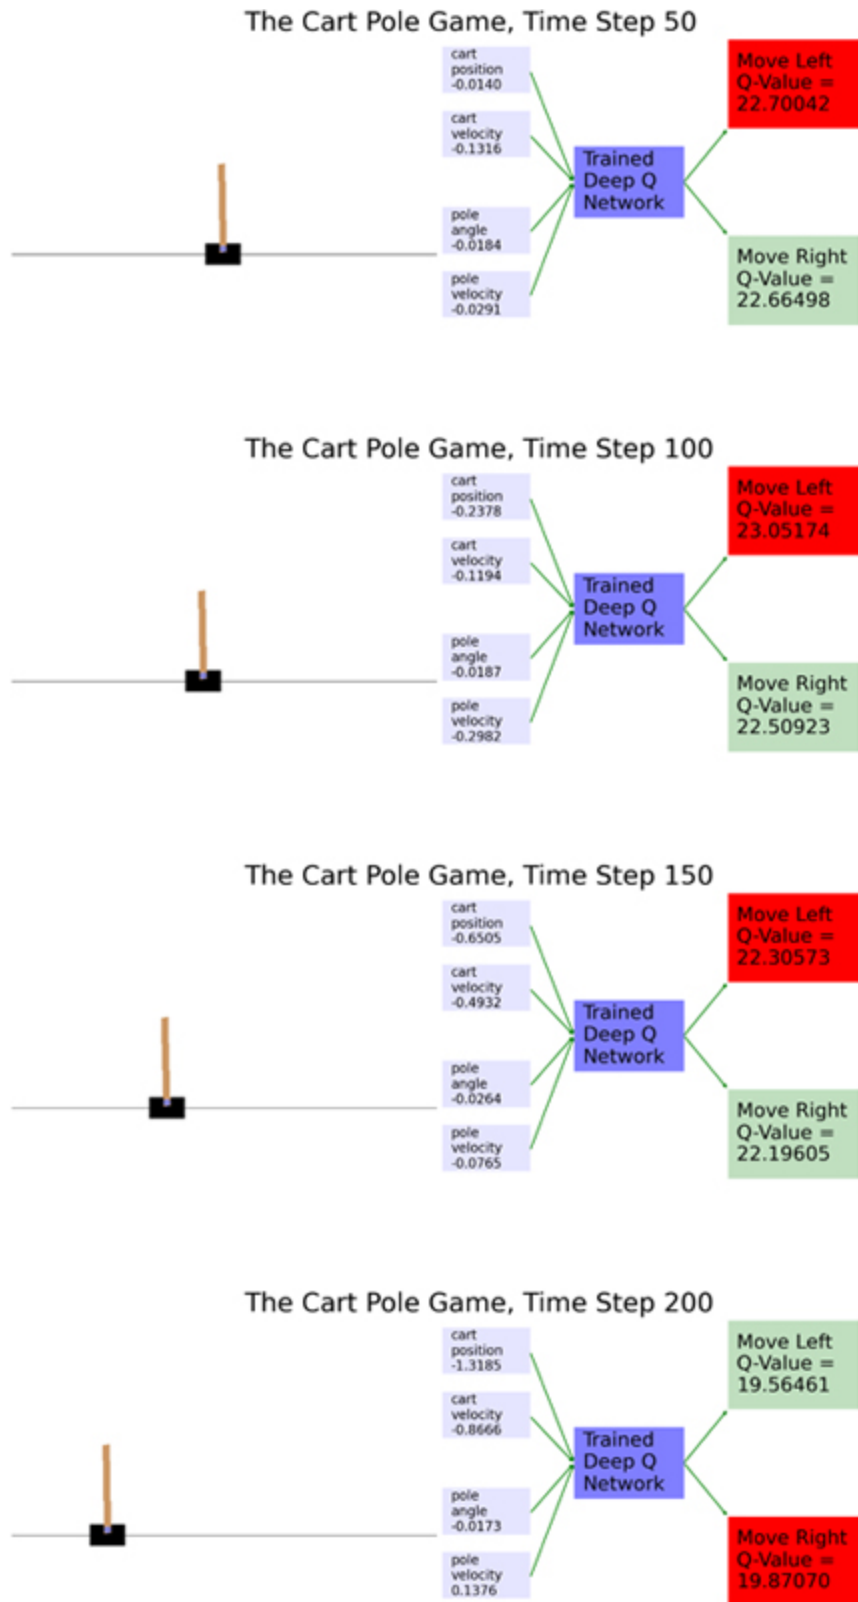 The Cart Pole Game, Time Step 50
cart
position
-0.0140
cart
velocity
-0.1316
pole
angle
-0.0184
pole
velocity
-0.0291
Trained
Deep Q
Network
Move Left
Q-Value =
22.70042
Move Right
Q-Value =
22.66498
The Cart Pole Game, Time Step 100
cart
position
-0.2378
cart
velocity
-0.1194
pole
angle
-0.0187
pole
velocity
-0.2982
Trained
Deep Q
Network
Move Left
Q-Value =
23.05174
Move Right
Q-Value =
22.50923
The Cart Pole Game, Time Step 150
cart
position
-0.6505
cart
velocity
-0.4932
pole
angle
-0.0264
pole
velocity
-0.0765
Trained
Deep Q
Network
Move Left
Q-Value =
22.30573
Move Right
Q-Value =
22.19605
The Cart Pole Game, Time Step 200
cart
position
-1.3185
cart
velocity
-0.8666
pole
angle
-0.0173
pole
velocity
0.1376
Trained
Deep Q
Network
Move Left
Q-Value =
19.56461
Move Right
Q-Value =
19.87070